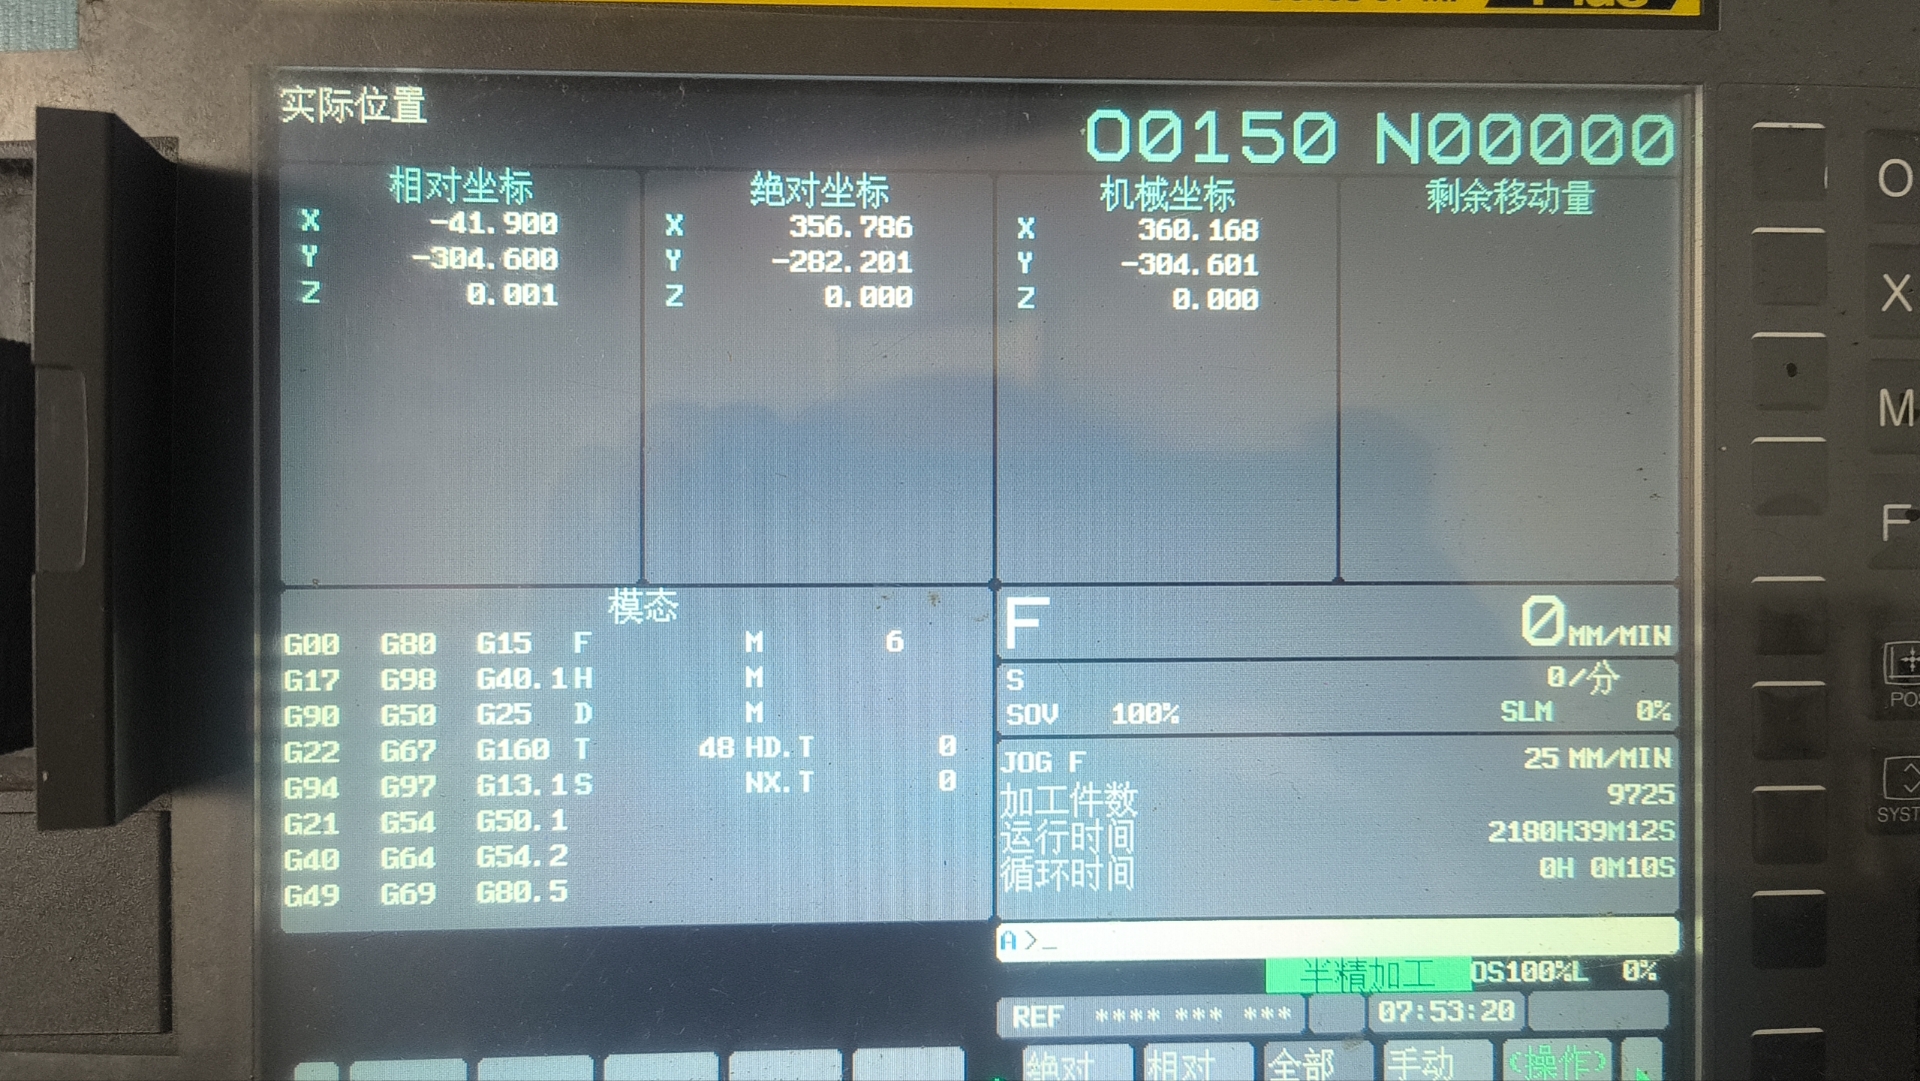 实际位置
O0150 N00000
相对坐标 绝对坐标 机械坐标 剩余移动量
X -41.900 X 356.786 X 360.168
Y -304.600 Y -282.201 Y -304.601
Z 0.001 Z 0.000 Z 0.000
模态
G00 G80 G15 F M 6
G17 G98 G40.1 H M
G90 G50 G25 D M
G22 G67 G160 T 48 HD.T 0
G94 G97 G13.1 S NX.T 0
G21 G54 G50.1
G40 G64 G54.2
G49 G69 G80.5
F 0 MM/MIN
S 0/分
SOV 100% SLM 0%
JOG F 25 MM/MIN
加工件数 9725
运行时间 2180H39M12S
循环时间 0H 0M10S
A >_
半精加工 OS100%L 0%
REF **** *** *** 07:53:20
绝对 相对 全部 手动 (操作)
O
X
M
F